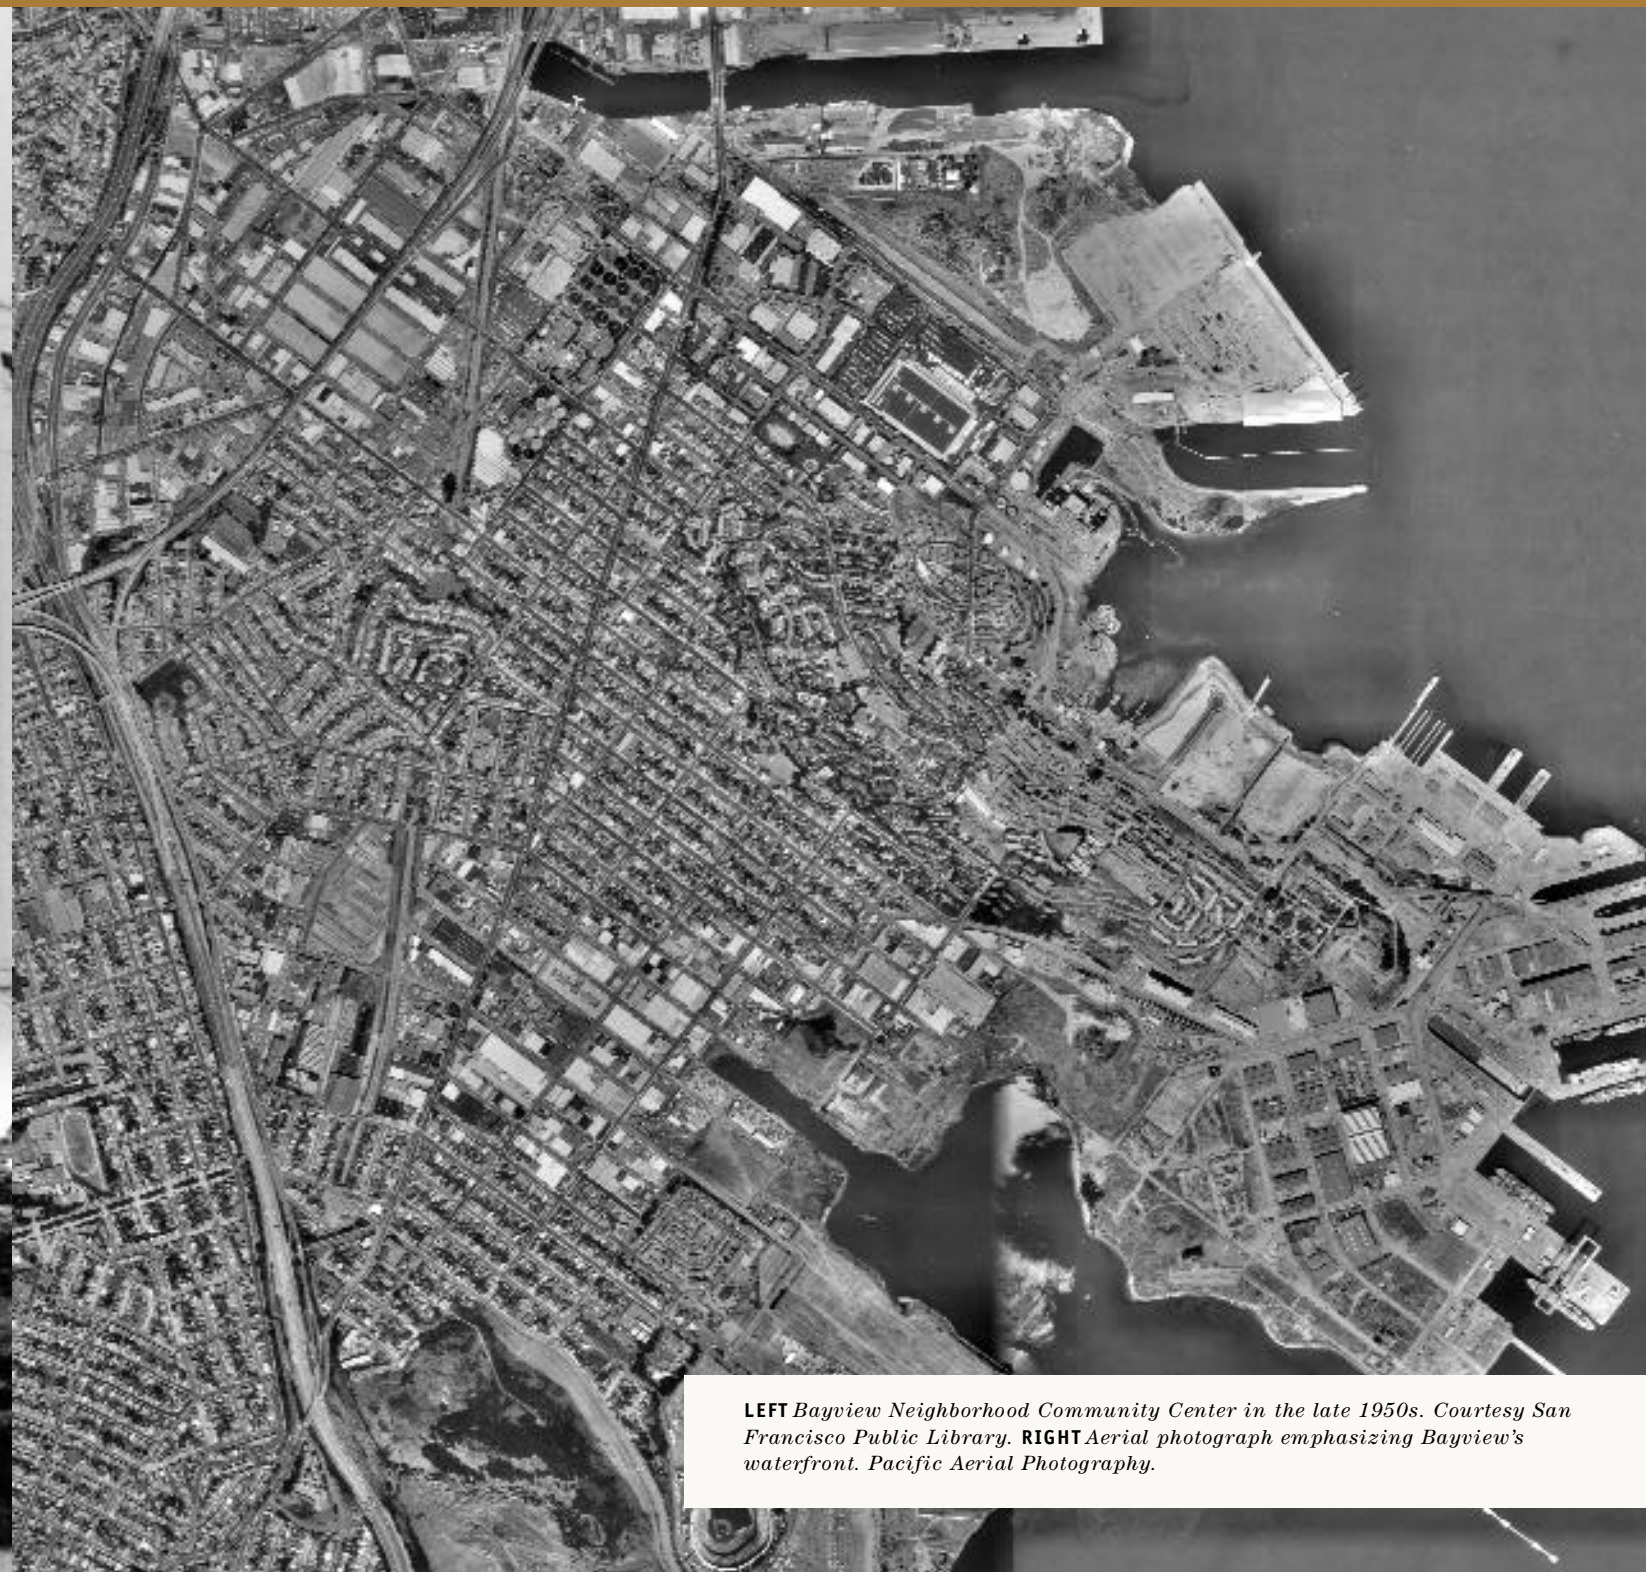 LEFT Bayview Neighborhood Community Center in the late 1950s. Courtesy San
Francisco Public Library. RIGHT Aerial photograph emphasizing Bayview’s
waterfront. Pacific Aerial Photography.